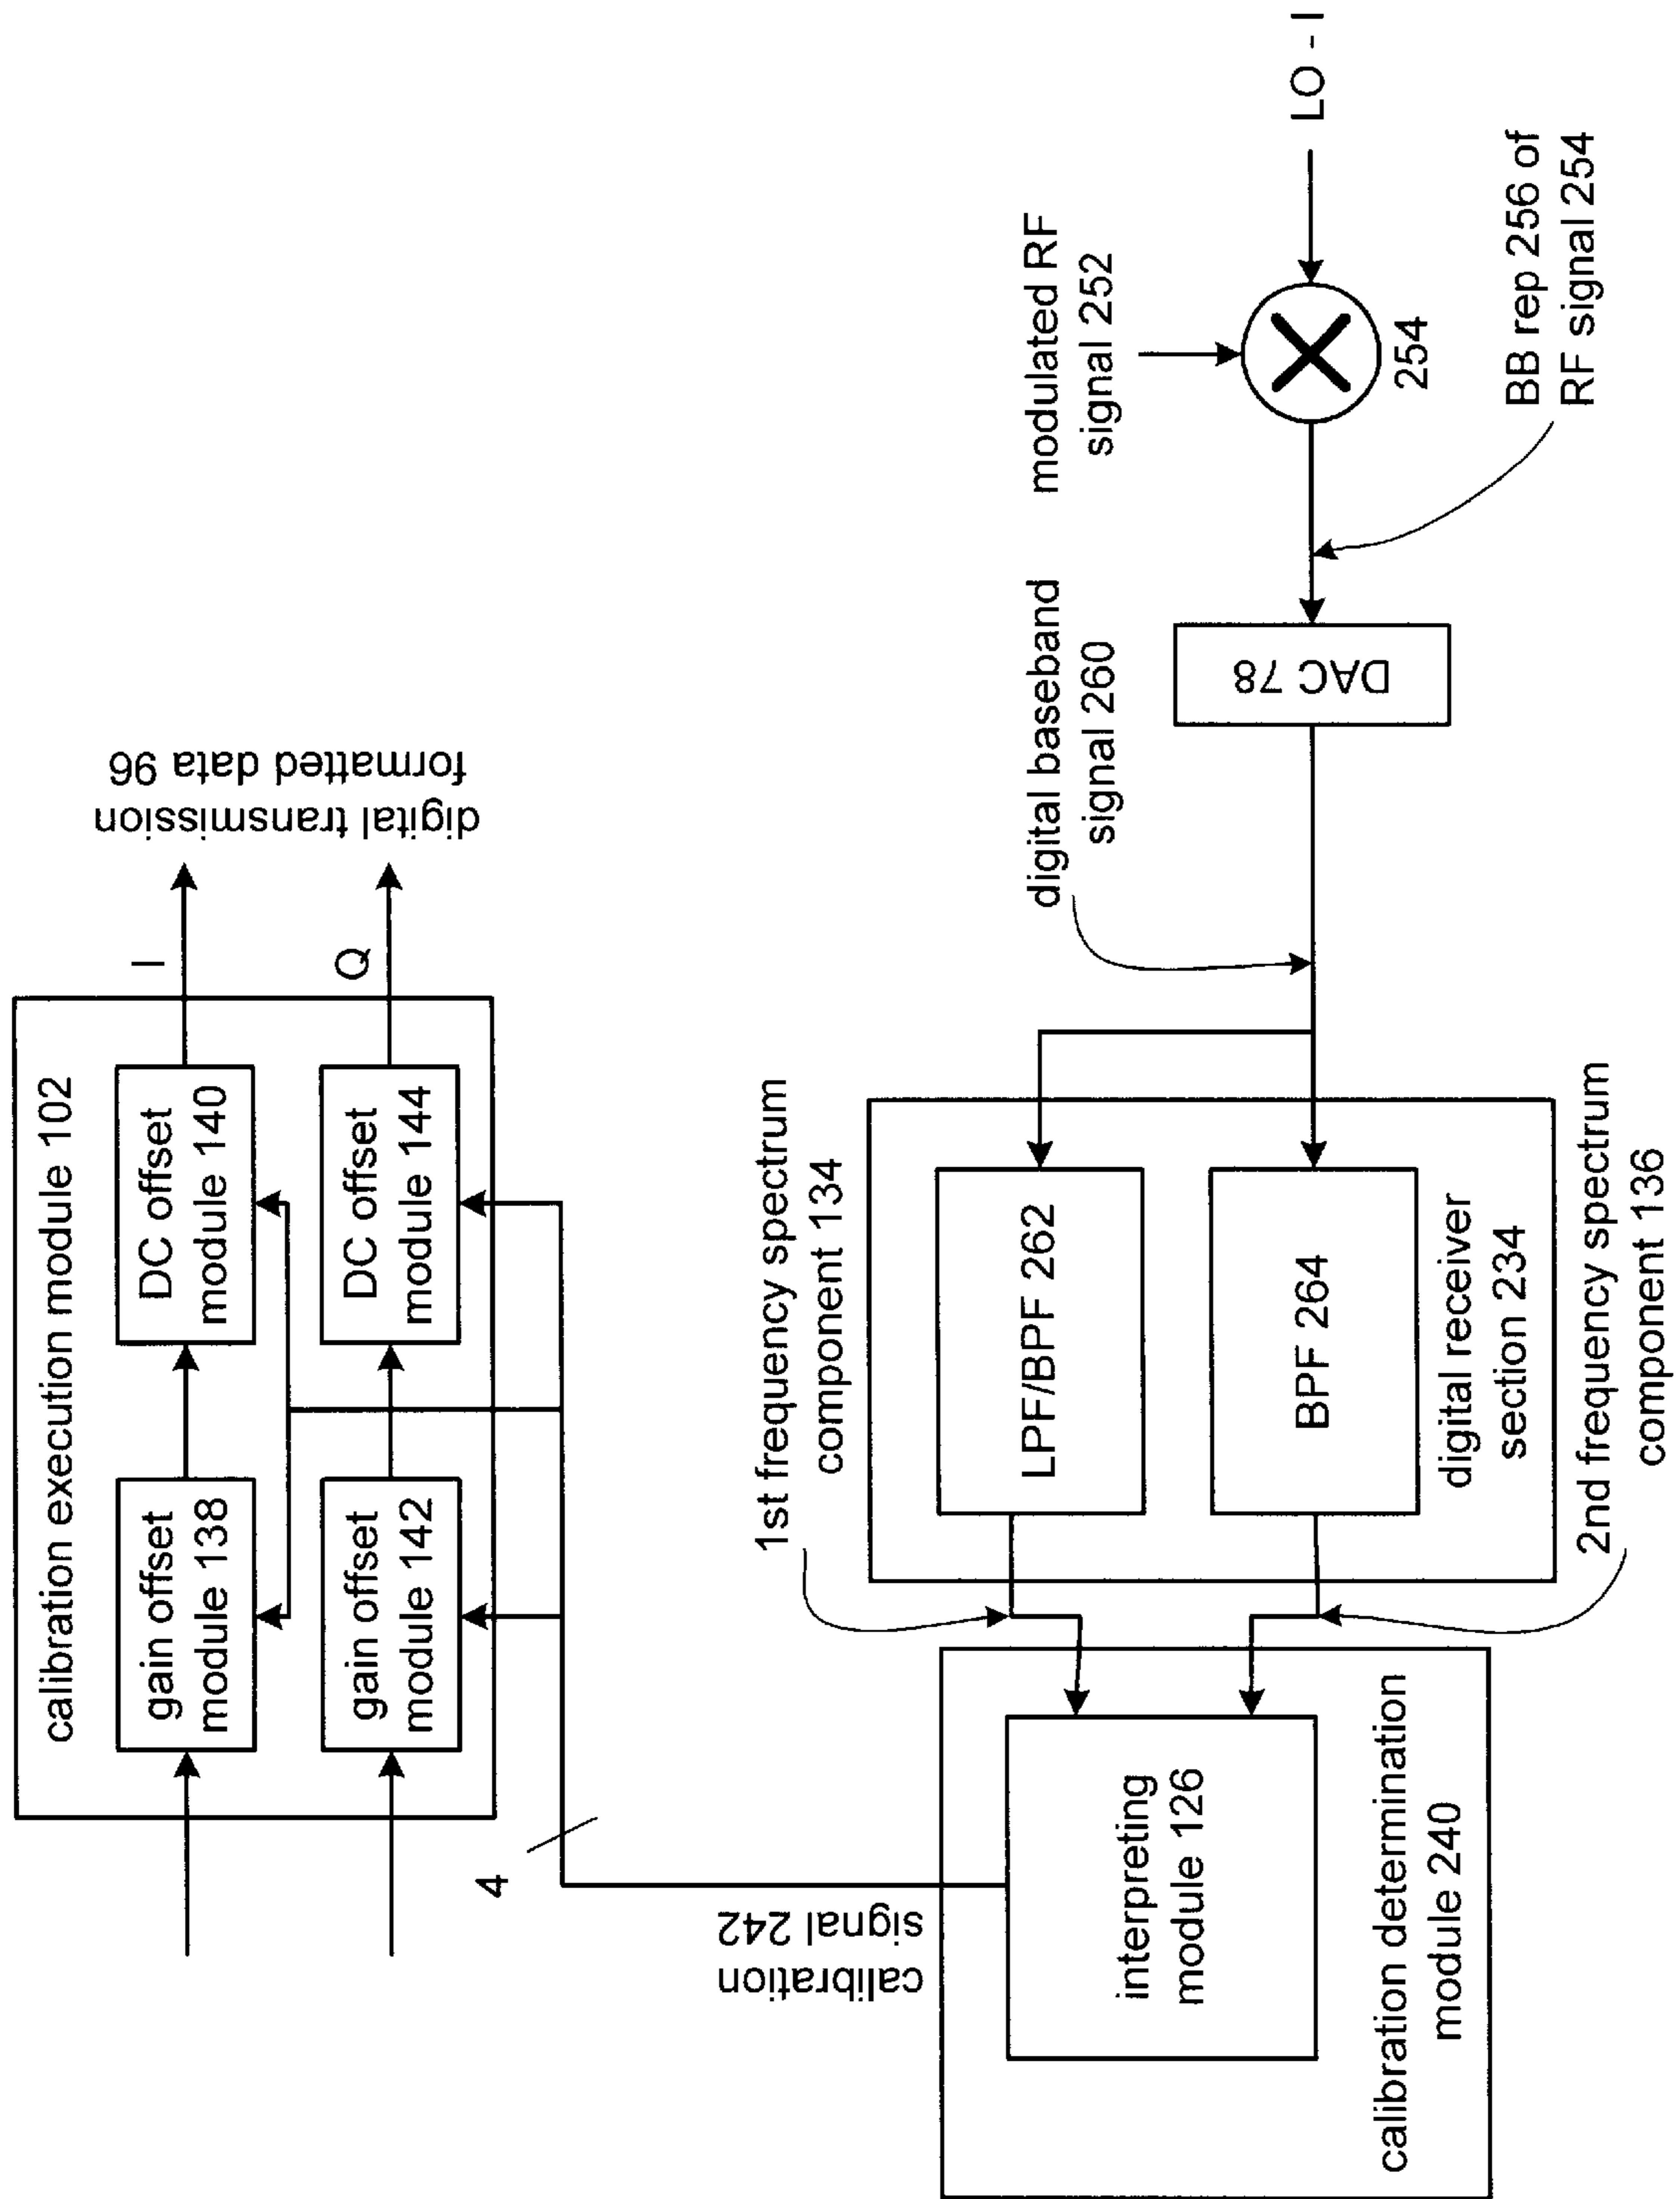 calibration execution module 102
gain offset
module 138
DC offset
module 140
I
gain offset
module 142
DC offset
module 144
Q
digital transmission
formatted data 96
4
calibration
signal 242
1st frequency spectrum
component 134
digital baseband
signal 260
modulated RF
signal 252
interpreting
module 126
calibration determination
module 240
LPF/BPF 262
BPF 264
digital receiver
section 234
2nd frequency spectrum
component 136
DAC 78
254
LO - I
BB rep 256 of
RF signal 254